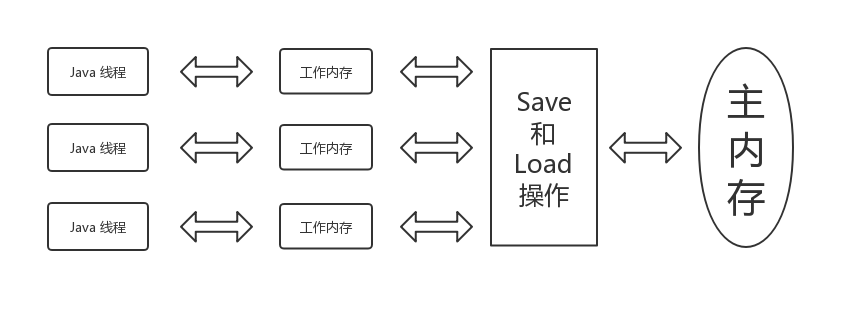 Java 线程
工作内存
Java 线程
工作内存
Java 线程
工作内存
Save
和
Load
操作
主
内
存